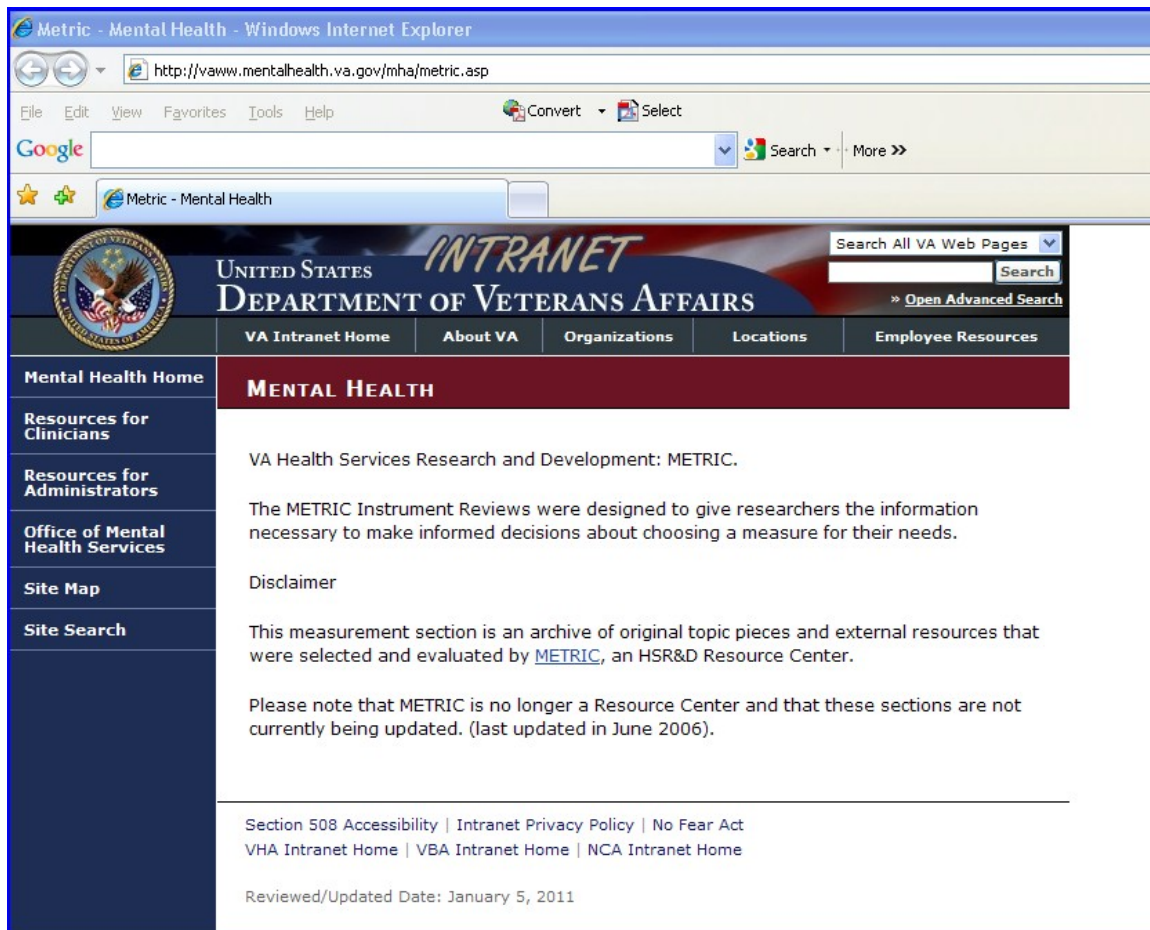 Metric - Mental Health - Windows Internet Explorer
http://vaww.mentalhealth.va.gov/mha/metric.asp
File Edit View Favorites Tools Help Convert Select
Google Search More >>
Metric - Mental Health
INTRANET
Search All VA Web Pages
UNITED STATES
Search
DEPARTMENT OF VETERANS AFFAIRS
» Open Advanced Search
VA Intranet Home About VA Organizations Locations Employee Resources
Mental Health Home
Resources for
Clinicians
Resources for
Administrators
Office of Mental
Health Services
Site Map
Site Search
MENTAL HEALTH
VA Health Services Research and Development: METRIC.
The METRIC Instrument Reviews were designed to give researchers the information
necessary to make informed decisions about choosing a measure for their needs.
Disclaimer
This measurement section is an archive of original topic pieces and external resources that
were selected and evaluated by METRIC, an HSR&D Resource Center.
Please note that METRIC is no longer a Resource Center and that these sections are not
currently being updated. (last updated in June 2006).
Section 508 Accessibility | Intranet Privacy Policy | No Fear Act
VHA Intranet Home | VBA Intranet Home | NCA Intranet Home
Reviewed/Updated Date: January 5, 2011